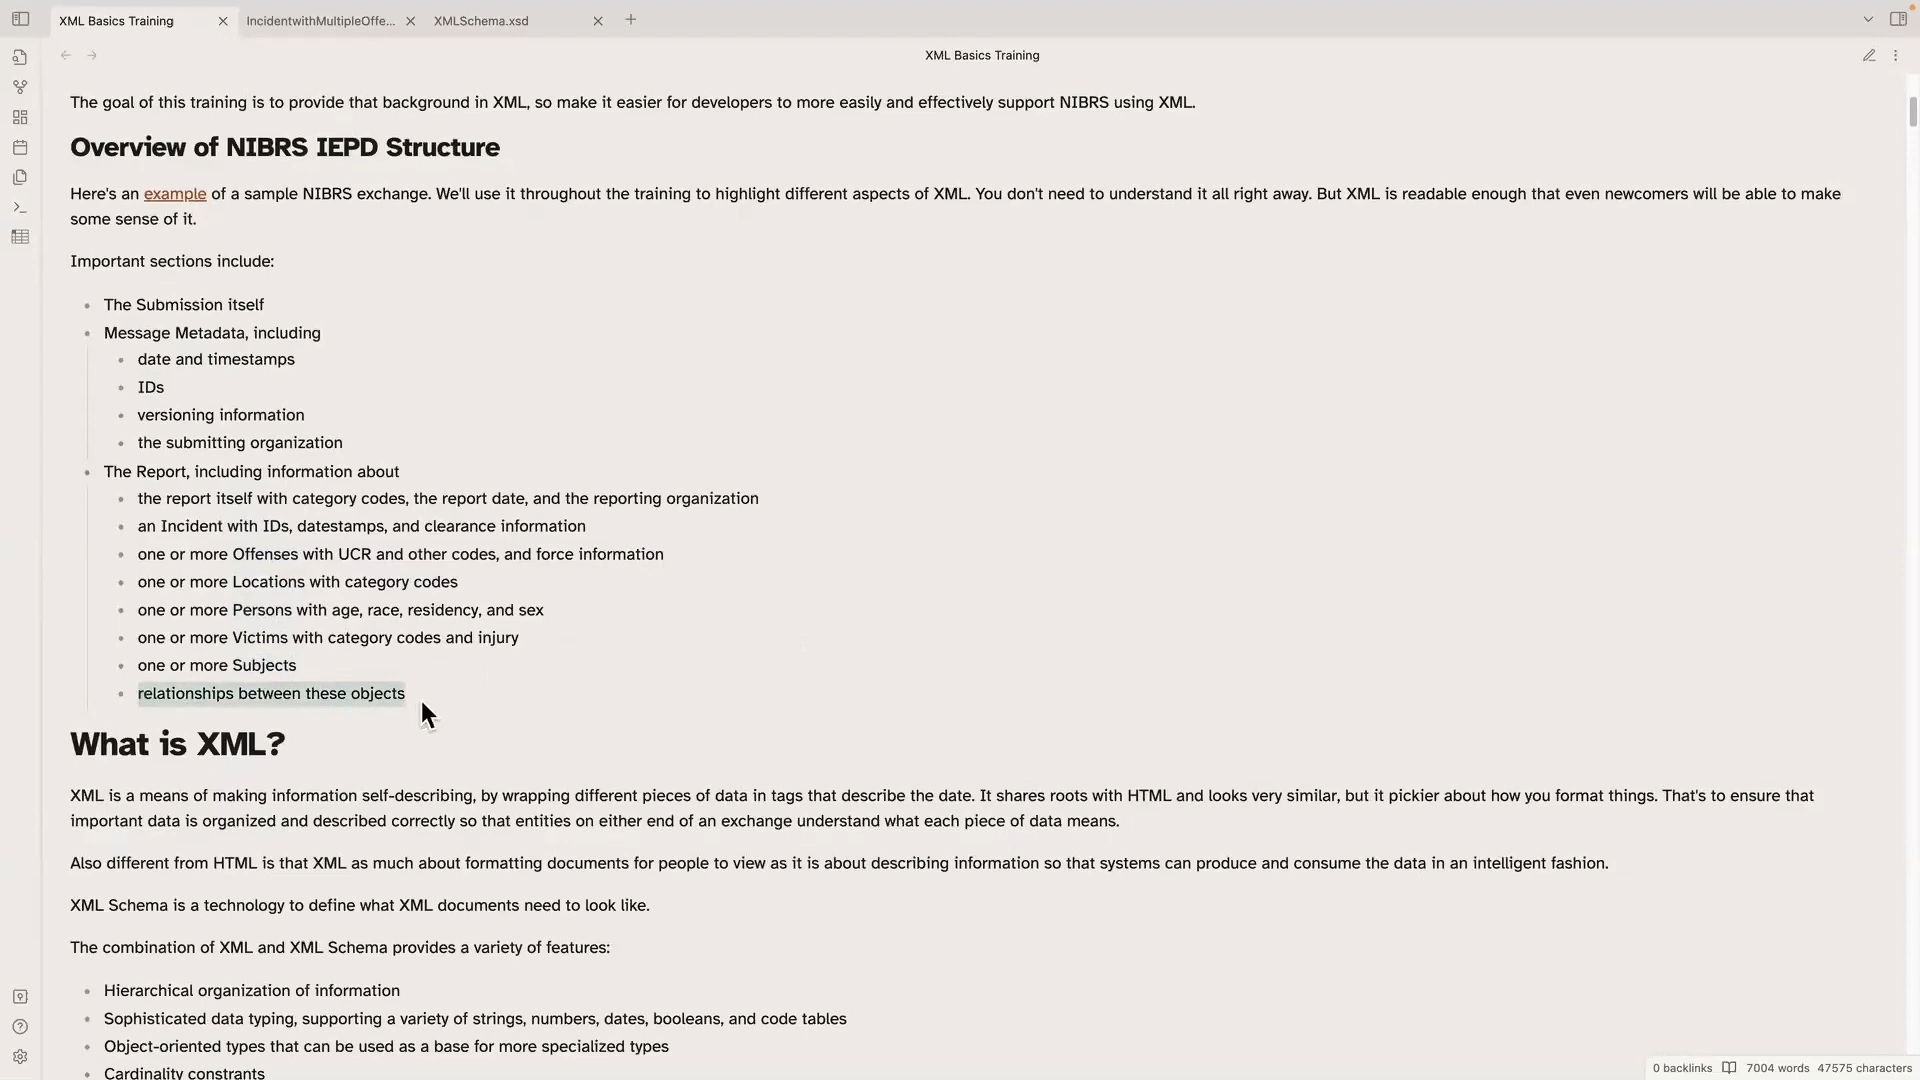 XML Basics Training
IncidentwithMultipleOffe...
XMLSchema.xsd
XML Basics Training
The goal of this training is to provide that background in XML, so make it easier for developers to more easily and effectively support NIBRS using XML.
Overview of NIBRS IEPD Structure
Here's an example of a sample NIBRS exchange. We'll use it throughout the training to highlight different aspects of XML. You don't need to understand it all right away. But XML is readable enough that even newcomers will be able to make
some sense of it.
Important sections include:
The Submission itself
Message Metadata, including
date and timestamps
IDs
versioning information
the submitting organization
The Report, including information about
the report itself with category codes, the report date, and the reporting organization
an Incident with IDs, datestamps, and clearance information
one or more Offenses with UCR and other codes, and force information
one or more Locations with category codes
one or more Persons with age, race, residency, and sex
one or more Victims with category codes and injury
one or more Subjects
relationships between these objects
What is XML?
XML is a means of making information self-describing, by wrapping different pieces of data in tags that describe the date. It shares roots with HTML and looks very similar, but it pickier about how you format things. That's to ensure that
important data is organized and described correctly so that entities on either end of an exchange understand what each piece of data means.
Also different from HTML is that XML as much about formatting documents for people to view as it is about describing information so that systems can produce and consume the data in an intelligent fashion.
XML Schema is a technology to define what XML documents need to look like.
The combination of XML and XML Schema provides a variety of features:
Hierarchical organization of information
Sophisticated data typing, supporting a variety of strings, numbers, dates, booleans, and code tables
Object-oriented types that can be used as a base for more specialized types
Cardinality constrants
0 backlinks 7004 words 47575 characters